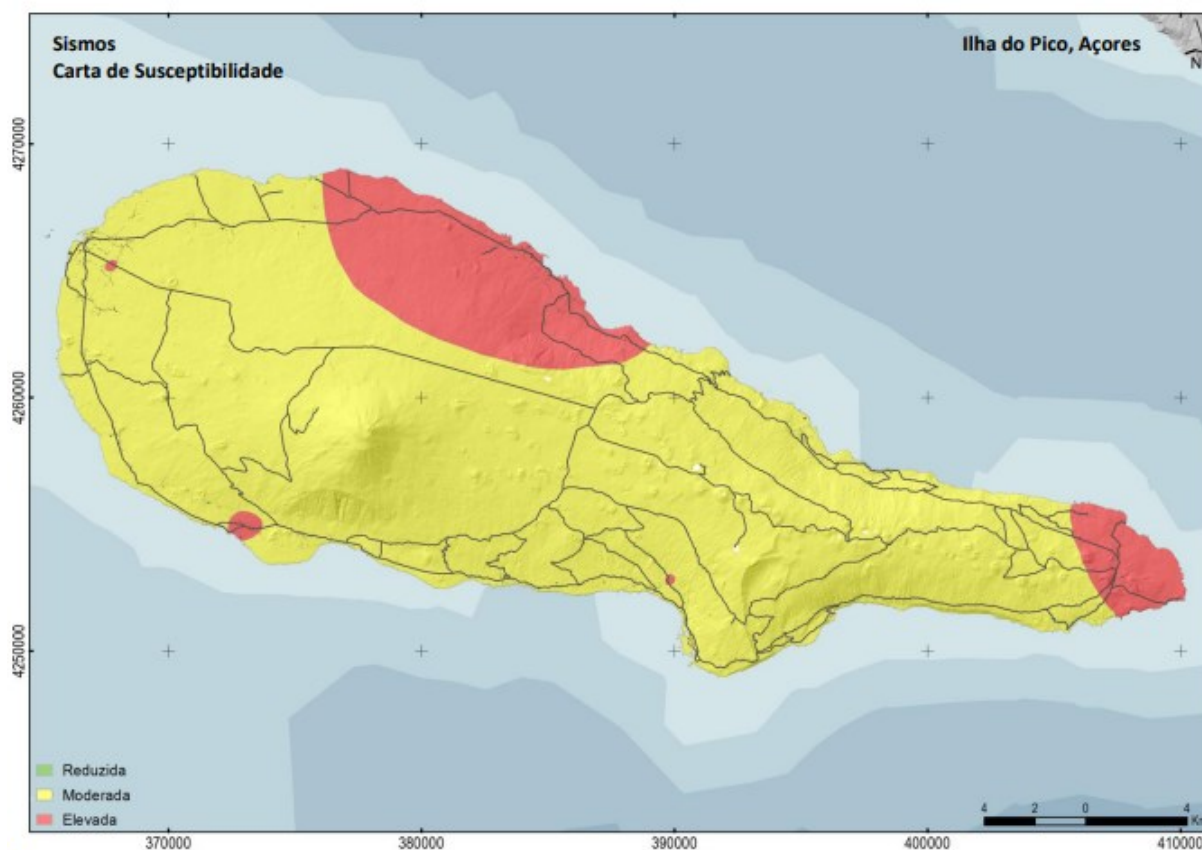 Sismos
Carta de Susceptibilidade
Ilha do Pico, Açores
N
4270000
4260000
4250000
Reduzida
Moderada
Elevada
4 2 0 4
370000 380000 390000 400000